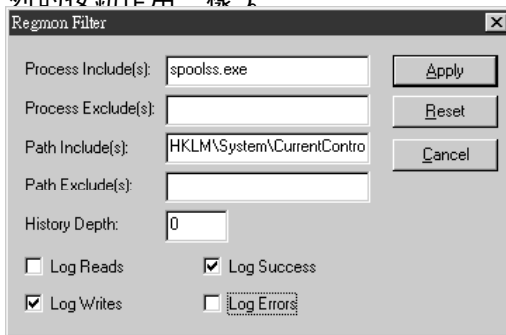 Regmon Filter
Process Include(s): spoolss.exe Apply
Process Exclude(s): Reset
Path Include(s): HKLM\System\CurrentContro Cancel
Path Exclude(s):
History Depth: 0
Log Reads Log Success
Log Writes Log Errors